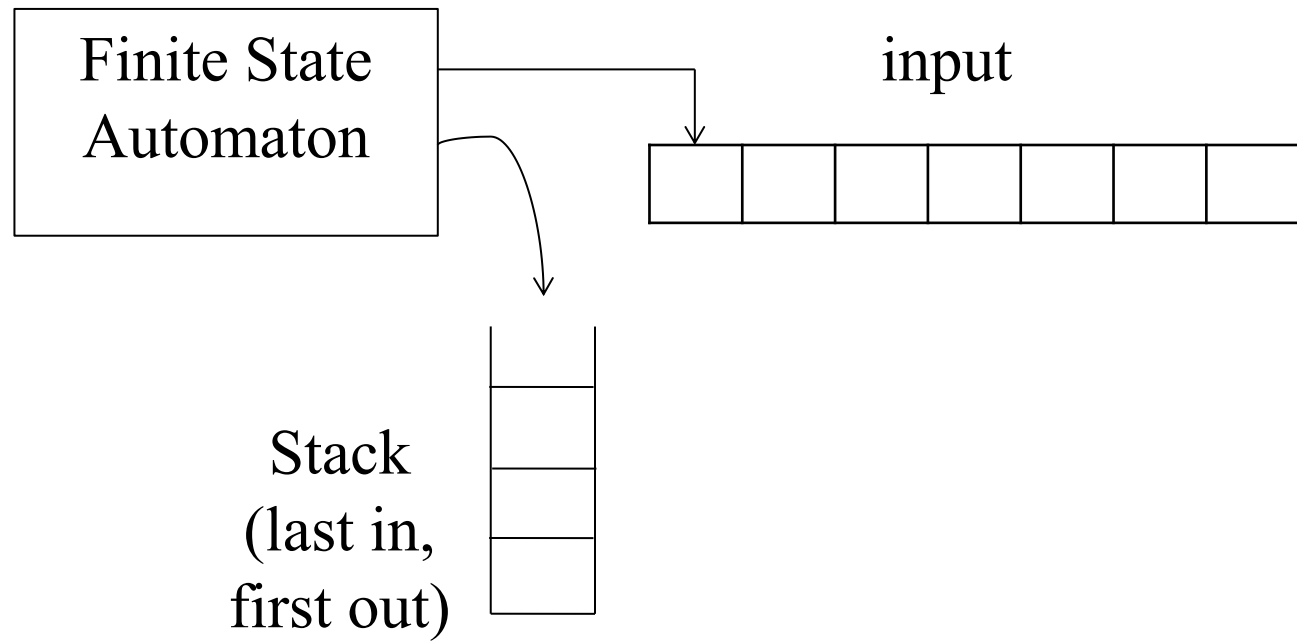 Finite State
Automaton
input
Stack
(last in,
first out)